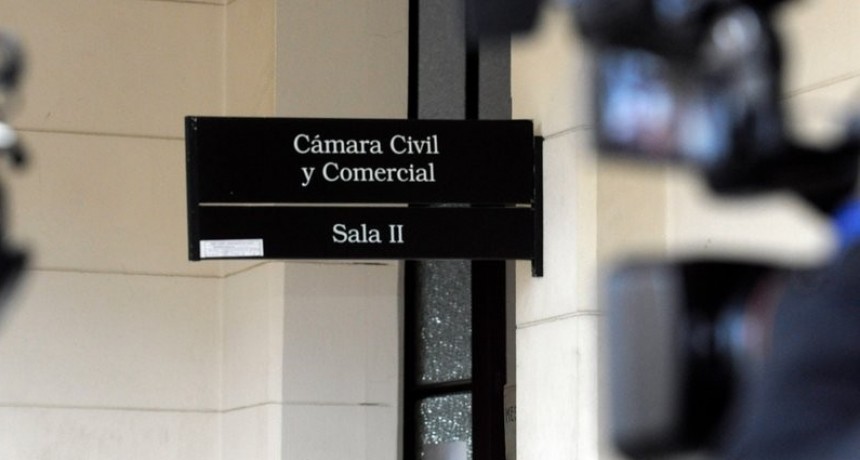 Cámara Civil
y Comercial
Sala II